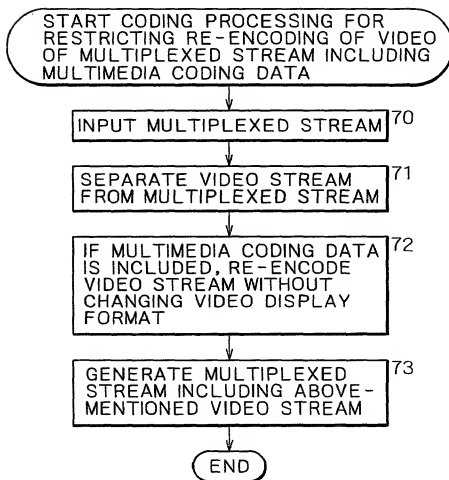 START CODING PROCESSING FOR
RESTRICTING RE-ENCODING OF VIDEO
OF MULTIPLEXED STREAM INCLUDING
MULTIMEDIA CODING DATA
INPUT MULTIPLEXED STREAM 70
SEPARATE VIDEO STREAM 71
FROM MULTIPLEXED STREAM
IF MULTIMEDIA CODING DATA 72
IS INCLUDED, RE-ENCODE
VIDEO STREAM WITHOUT
CHANGING VIDEO DISPLAY
FORMAT
GENERATE MULTIPLEXED 73
STREAM INCLUDING ABOVE-
MENTIONED VIDEO STREAM
END